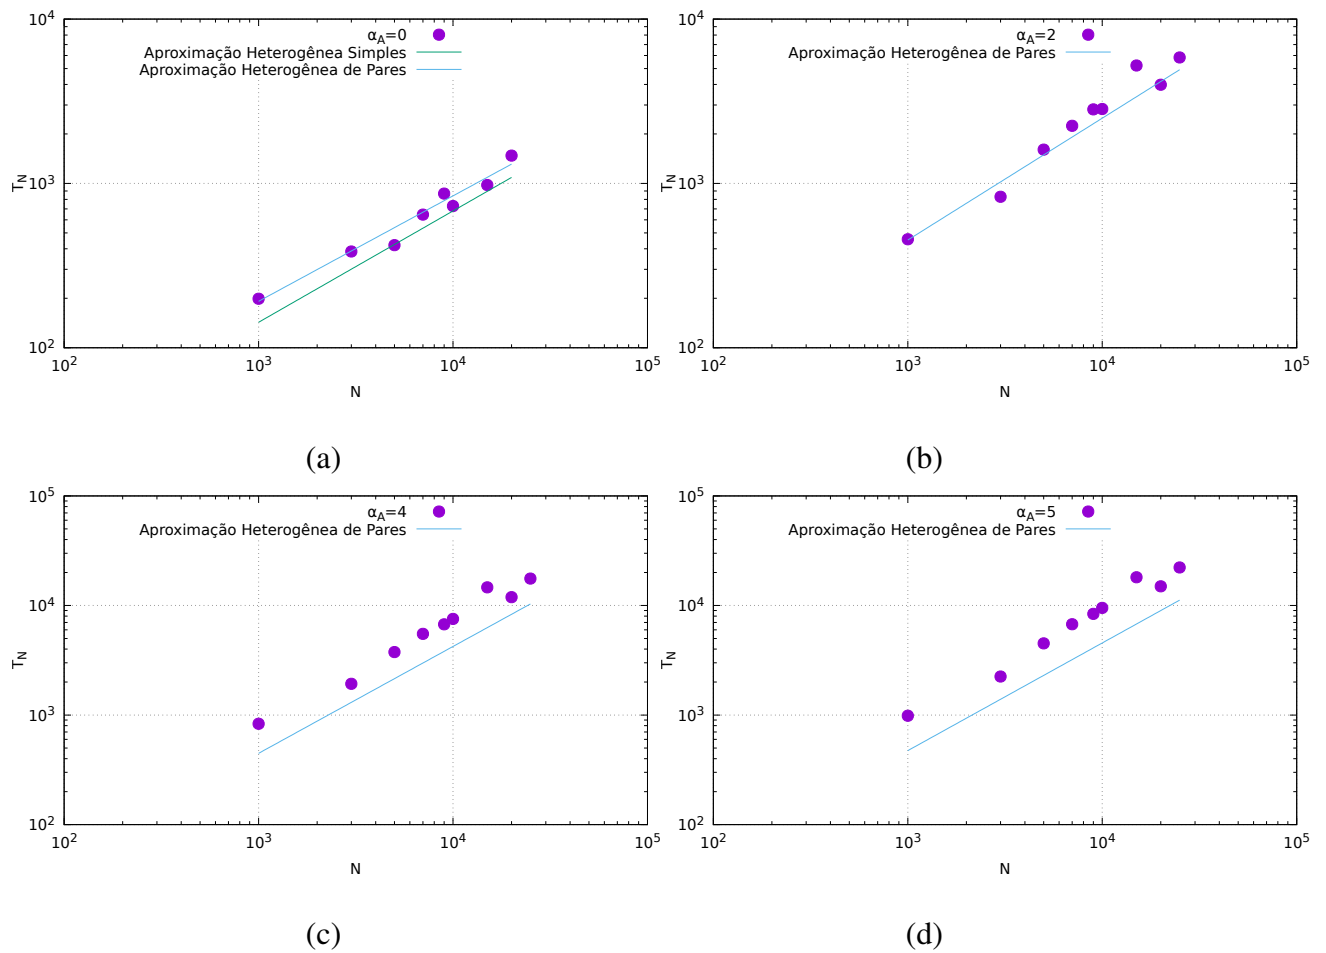 10⁴
α_A=0
Aproximação Heterogênea Simples
Aproximação Heterogênea de Pares
T_N
10³
10²
10² 10³ 10⁴ 10⁵
N
(a)
10⁴
α_A=2
Aproximação Heterogênea de Pares
T_N
10³
10²
10² 10³ 10⁴ 10⁵
N
(b)
10⁵
α_A=4
Aproximação Heterogênea de Pares
10⁴
T_N
10³
10²
10² 10³ 10⁴ 10⁵
N
(c)
10⁵
α_A=5
Aproximação Heterogênea de Pares
10⁴
T_N
10³
10²
10² 10³ 10⁴ 10⁵
N
(d)